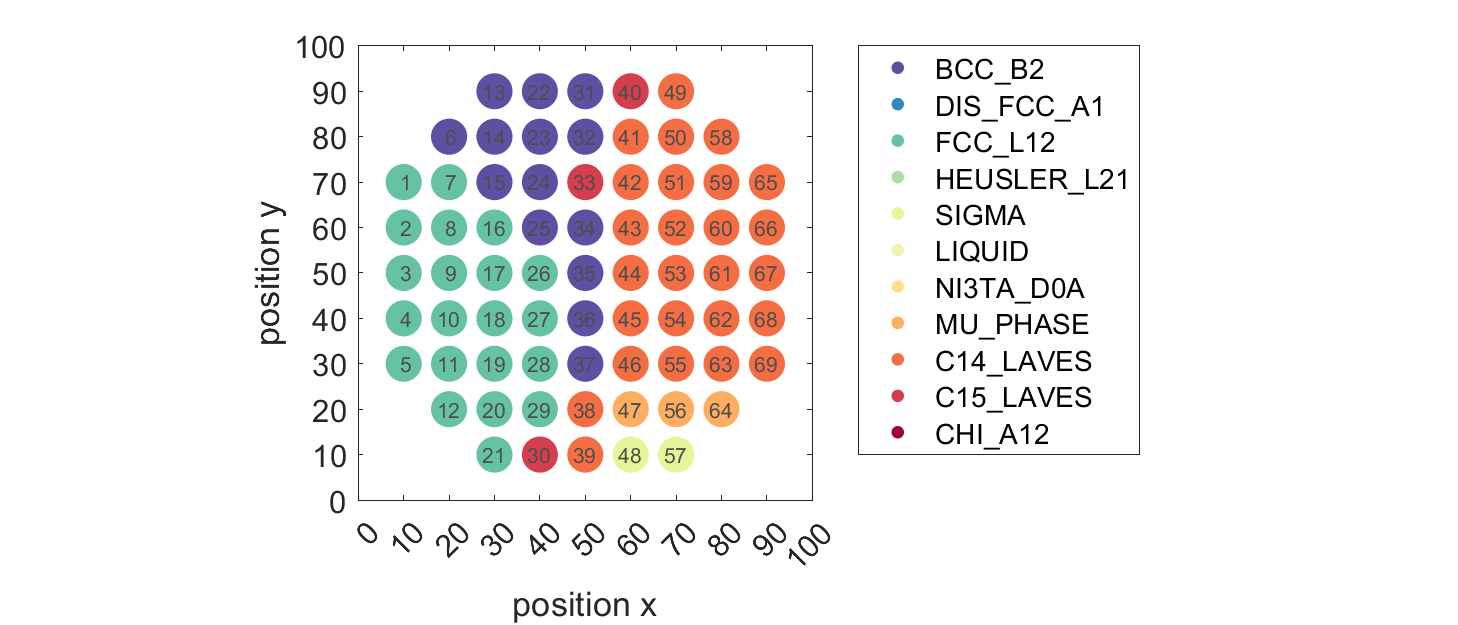 100
90
80
70
60
50
40
30
20
10
0
position y
13 22 31 40 49
6 14 23 32 41 50 58
1 7 15 24 33 42 51 59 65
2 8 16 25 34 43 52 60 66
3 9 17 26 35 44 53 61 67
4 10 18 27 36 45 54 62 68
5 11 19 28 37 46 55 63 69
12 20 29 38 47 56 64
21 30 39 48 57
0 10 20 30 40 50 60 70 80 90 100
position x
BCC_B2
DIS_FCC_A1
FCC_L12
HEUSLER_L21
SIGMA
LIQUID
NI3TA_D0A
MU_PHASE
C14_LAVES
C15_LAVES
CHI_A12